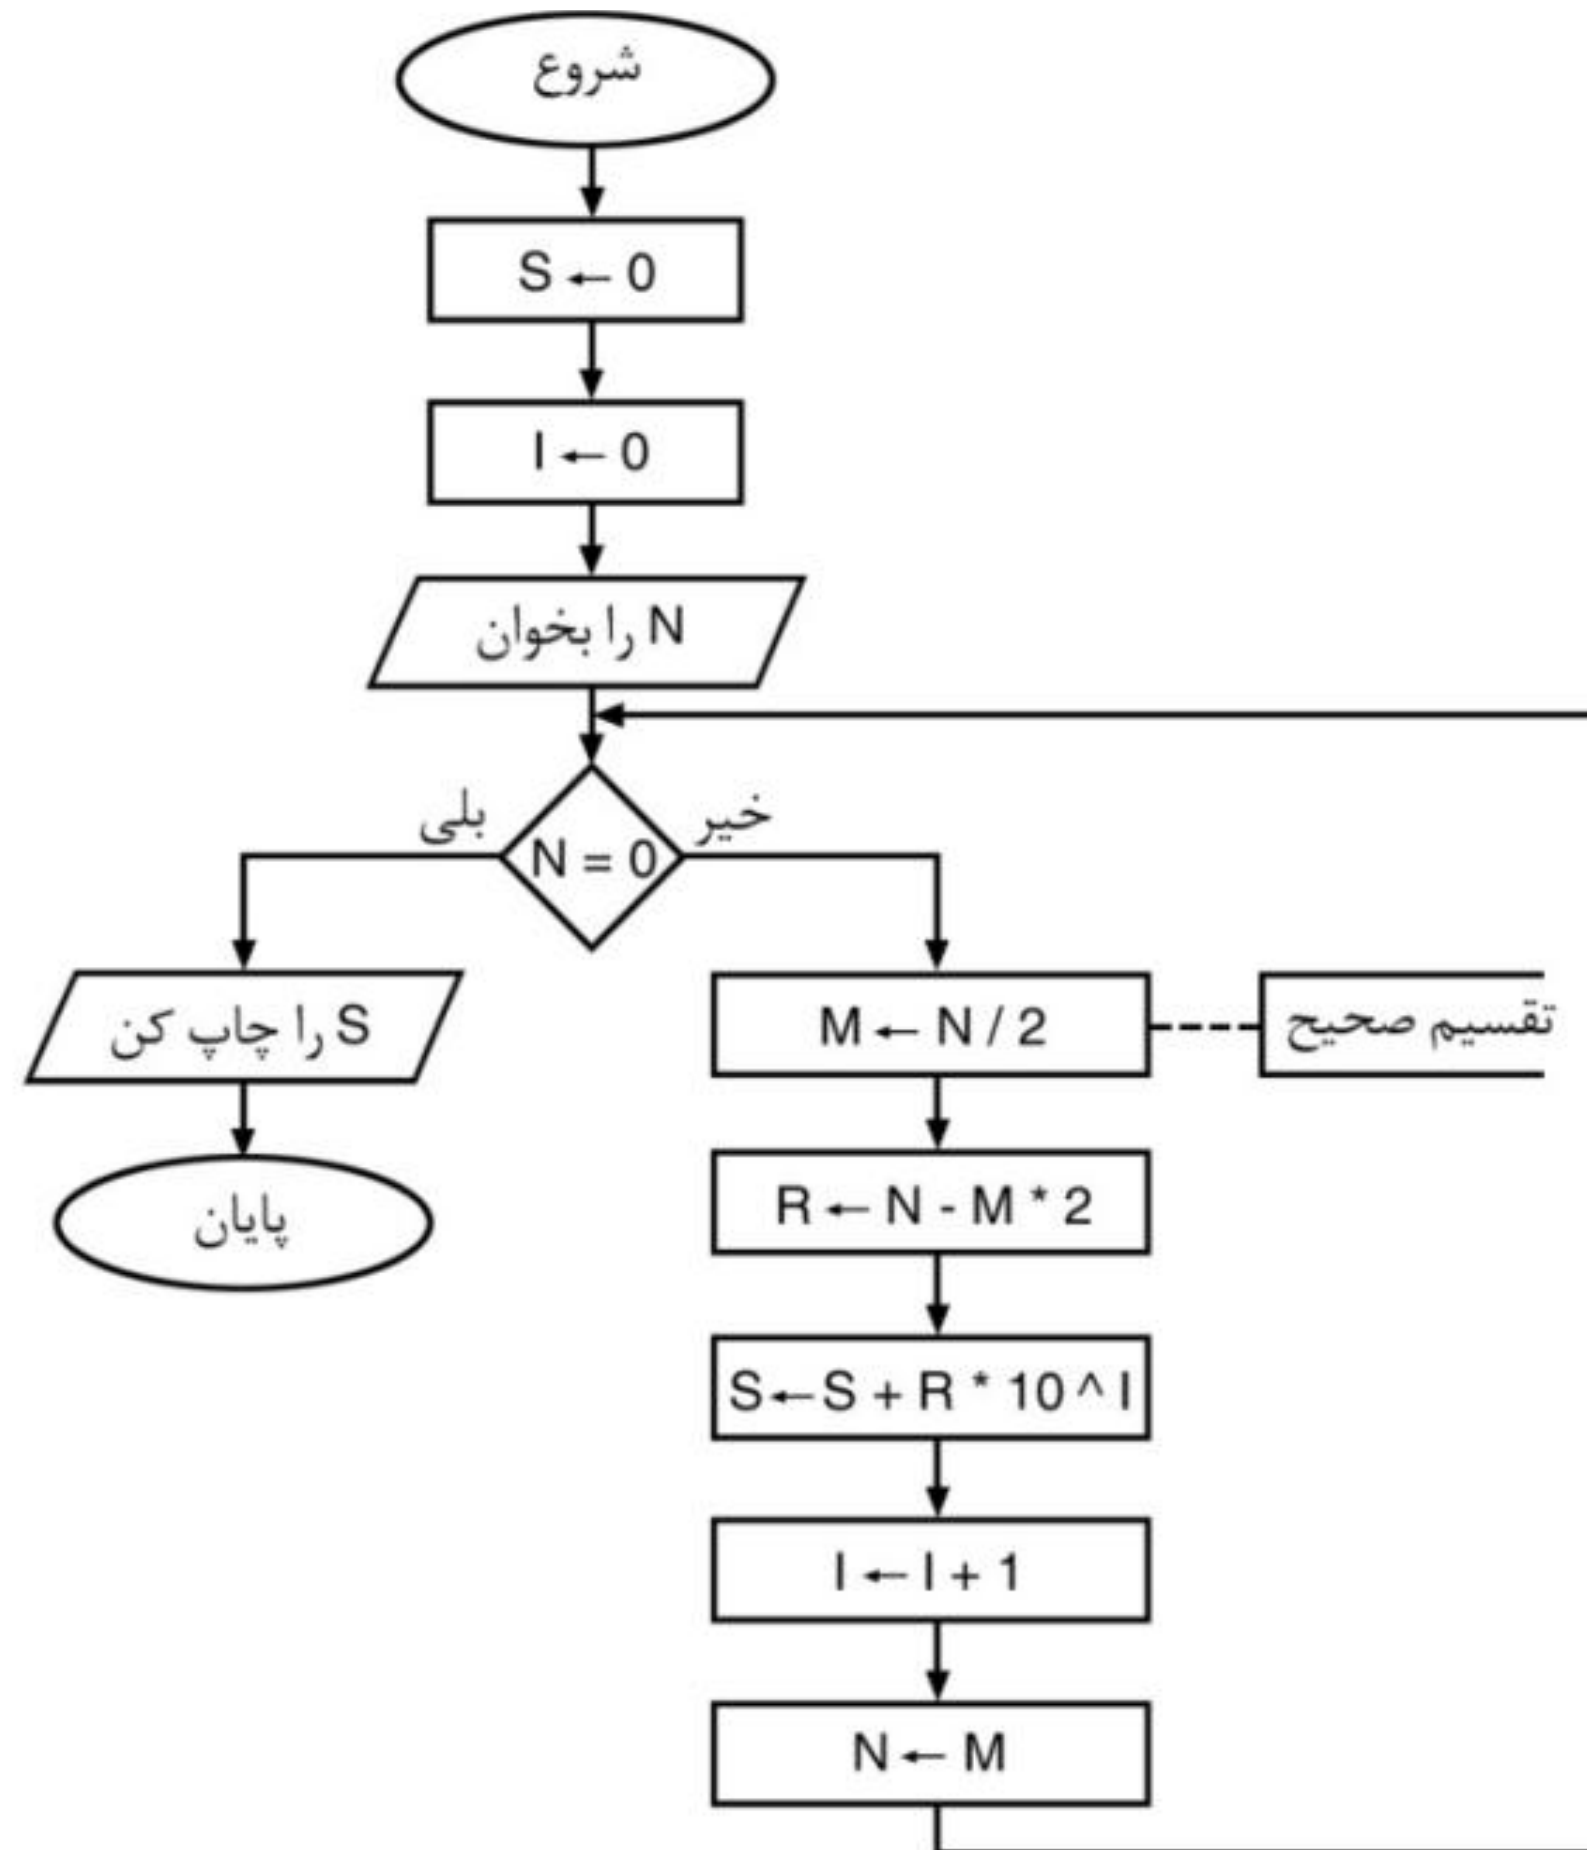 شروع
S ← 0
I ← 0
N را بخوان
بلی
خیر
N = 0
S را چاپ کن
پایان
M ← N / 2
تقسیم صحیح
R ← N - M * 2
S ← S + R * 10 ^ I
I ← I + 1
N ← M